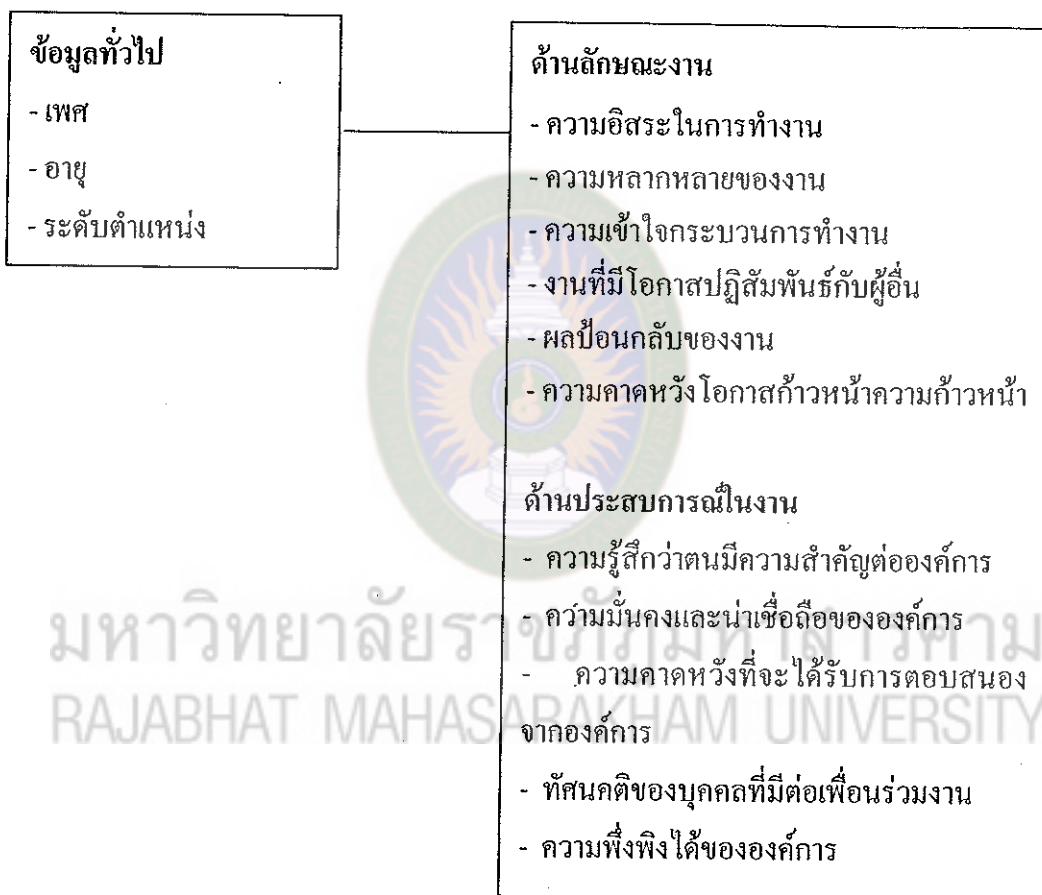 ข้อมูลทั่วไป
- เพศ
- อายุ
- ระดับตำแหน่ง
ด้านลักษณะงาน
- ความอิสระในการทำงาน
- ความหลากหลายของงาน
- ความเข้าใจกระบวนการทำงาน
- งานที่มีโอกาสปฏิสัมพันธ์กับผู้อื่น
- ผลป้อนกลับของงาน
- ความคาดหวังโอกาสก้าวหน้าความก้าวหน้า
ด้านประสบการณ์ในงาน
- ความรู้สึกว่าตนมีความสำคัญต่อองค์การ
- ความมั่นคงและน่าเชื่อถือขององค์การ
- ความคาดหวังที่จะได้รับการตอบสนอง
จากองค์การ
- ทัศนคติของบุคคลที่มีต่อเพื่อนร่วมงาน
- ความพึ่งพิงได้ขององค์การ
มหาวิทยาลัยราชภัฏมหาสารคาม
RAJABHAT MAHASARAKHAM UNIVERSITY